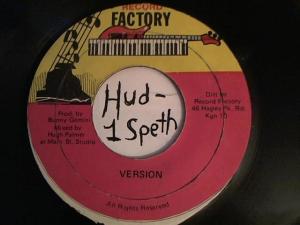 RECORD
FACTORY
Prod. by
Bunny Gemini
Mixed by
Hugh Palmer
at Main St. Studio
Hud-
1 Speth
Dist by
Record Factory
46 Hagley Pk. Rd.
Kgn 10
VERSION
All Rights Reserved